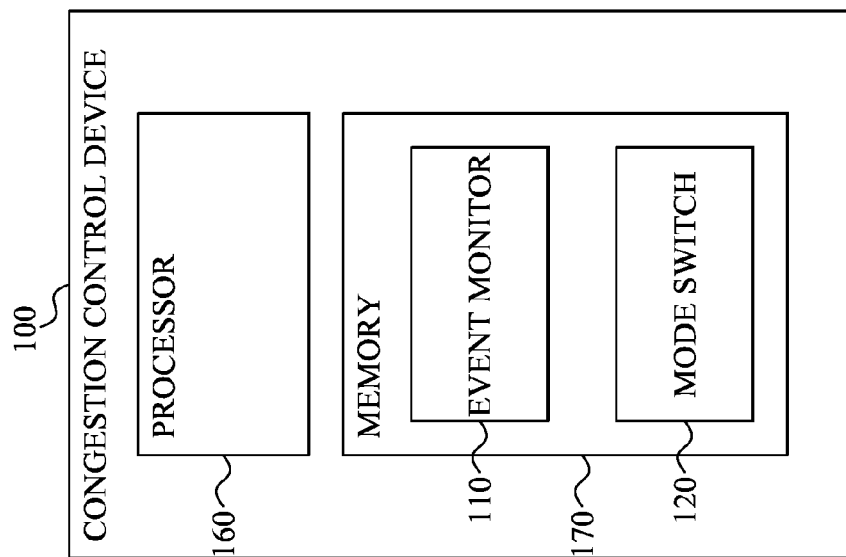 100
CONGESTION CONTROL DEVICE
PROCESSOR
160
MEMORY
EVENT MONITOR
110
170
MODE SWITCH
120